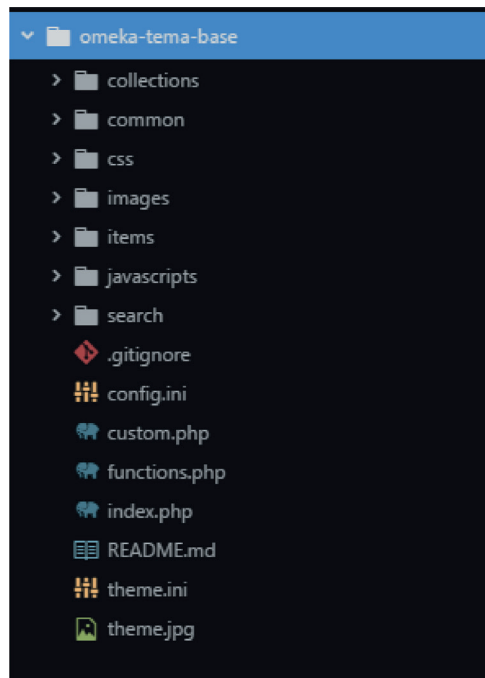 omeka-tema-base
collections
common
css
images
items
javascripts
search
.gitignore
config.ini
custom.php
functions.php
index.php
README.md
theme.ini
theme.jpg